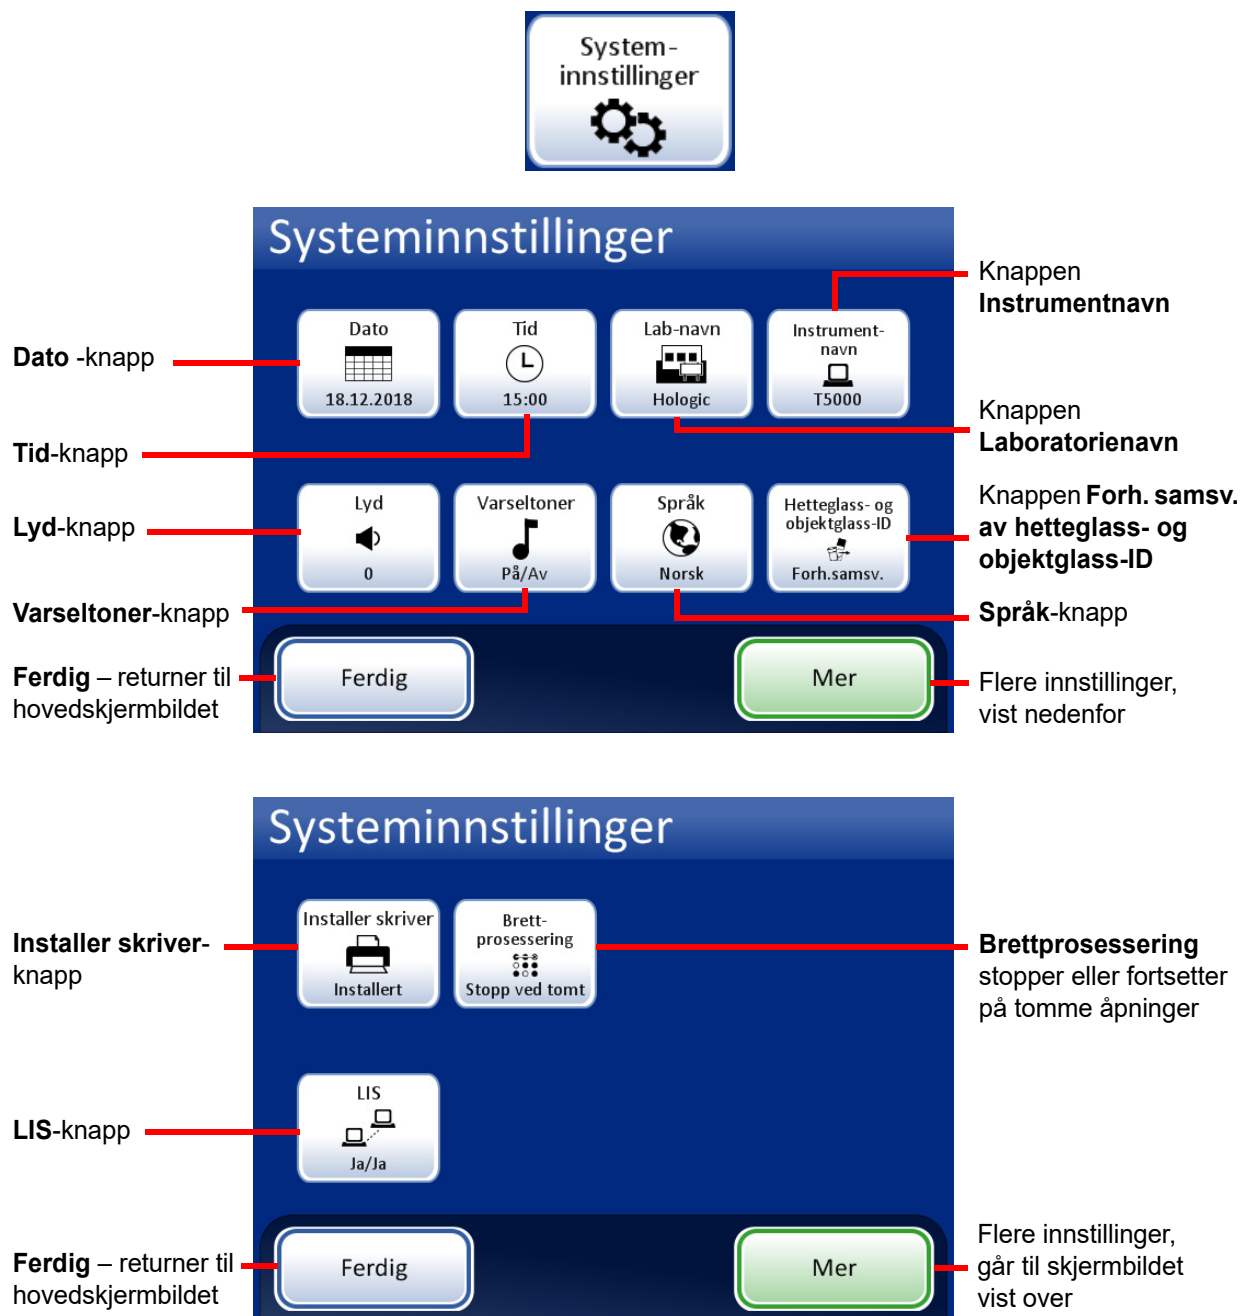 System-
innstillinger
Systeminnstillinger
Dato
18.12.2018
Tid
15:00
Lab-navn
Hologic
Instrument-
navn
T5000
Lyd
0
Varseltoner
På/Av
Språk
Norsk
Hetteglass- og
objektglass-ID
Forh.samsv.
Ferdig
Mer
Dato -knapp
Tid-knapp
Lyd-knapp
Varseltoner-knapp
Ferdig – returner til
hovedskjermbildet
Knappen
Instrumentnavn
Knappen
Laboratorienavn
Knappen Forh. samsv.
av hetteglass- og
objektglass-ID
Språk-knapp
Flere innstillinger,
vist nedenfor
Systeminnstillinger
Installer skriver
Installert
Brett-
prosessering
Stopp ved tomt
LIS
Ja/Ja
Ferdig
Mer
Installer skriver-
knapp
LIS-knapp
Ferdig – returner til
hovedskjermbildet
Brettprosessering
stopper eller fortsetter
på tomme åpninger
Flere innstillinger,
går til skjermbildet
vist over